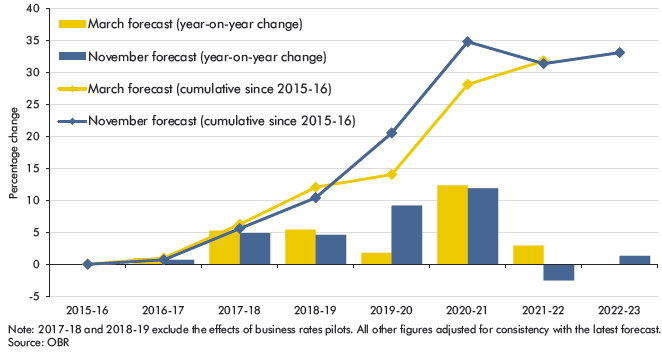 40
35
30
25
20
15
10
5
0
-5
Percentage change
March forecast (year-on-year change)
November forecast (year-on-year change)
March forecast (cumulative since 2015-16)
November forecast (cumulative since 2015-16)
2015-16 2016-17 2017-18 2018-19 2019-20 2020-21 2021-22 2022-23
Note: 2017-18 and 2018-19 exclude the effects of business rates pilots. All other figures adjusted for consistency with the latest forecast.
Source: OBR